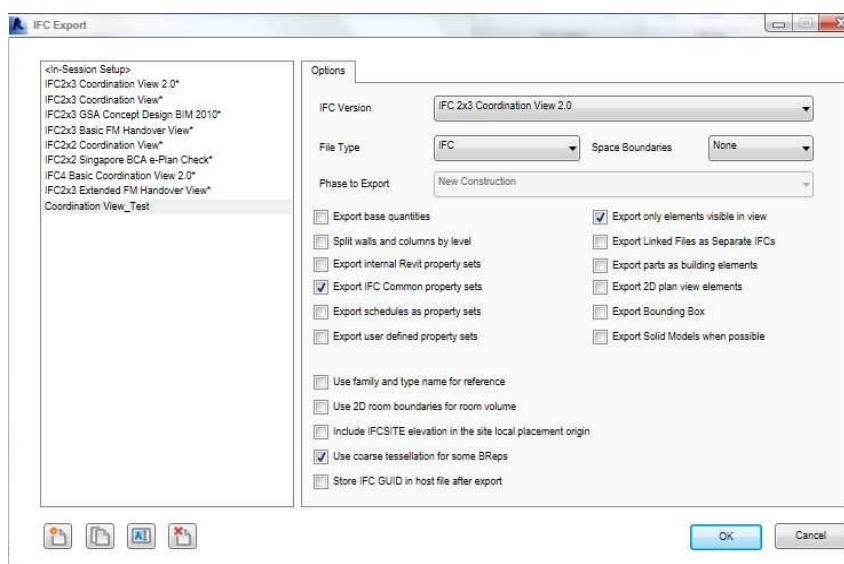 IFC Export
<In-Session Setup>
IFC2x3 Coordination View 2.0*
IFC2x3 Coordination View*
IFC2x3 GSA Concept Design BIM 2010*
IFC2x3 Basic FM Handover View*
IFC2x2 Coordination View*
IFC2x2 Singapore BCA e-Plan Check*
IFC4 Basic Coordination View 2.0*
IFC2x3 Extended FM Handover View*
Coordination View_Test
Options
IFC Version IFC 2x3 Coordination View 2.0
File Type IFC Space Boundaries None
Phase to Export New Construction
Export base quantities Export only elements visible in view
Split walls and columns by level Export Linked Files as Separate IFCs
Export internal Revit property sets Export parts as building elements
Export IFC Common property sets Export 2D plan view elements
Export schedules as property sets Export Bounding Box
Export user defined property sets Export Solid Models when possible
Use family and type name for reference
Use 2D room boundaries for room volume
Include IFCSITE elevation in the site local placement origin
Use coarse tessellation for some BReps
Store IFC GUID in host file after export
OK Cancel